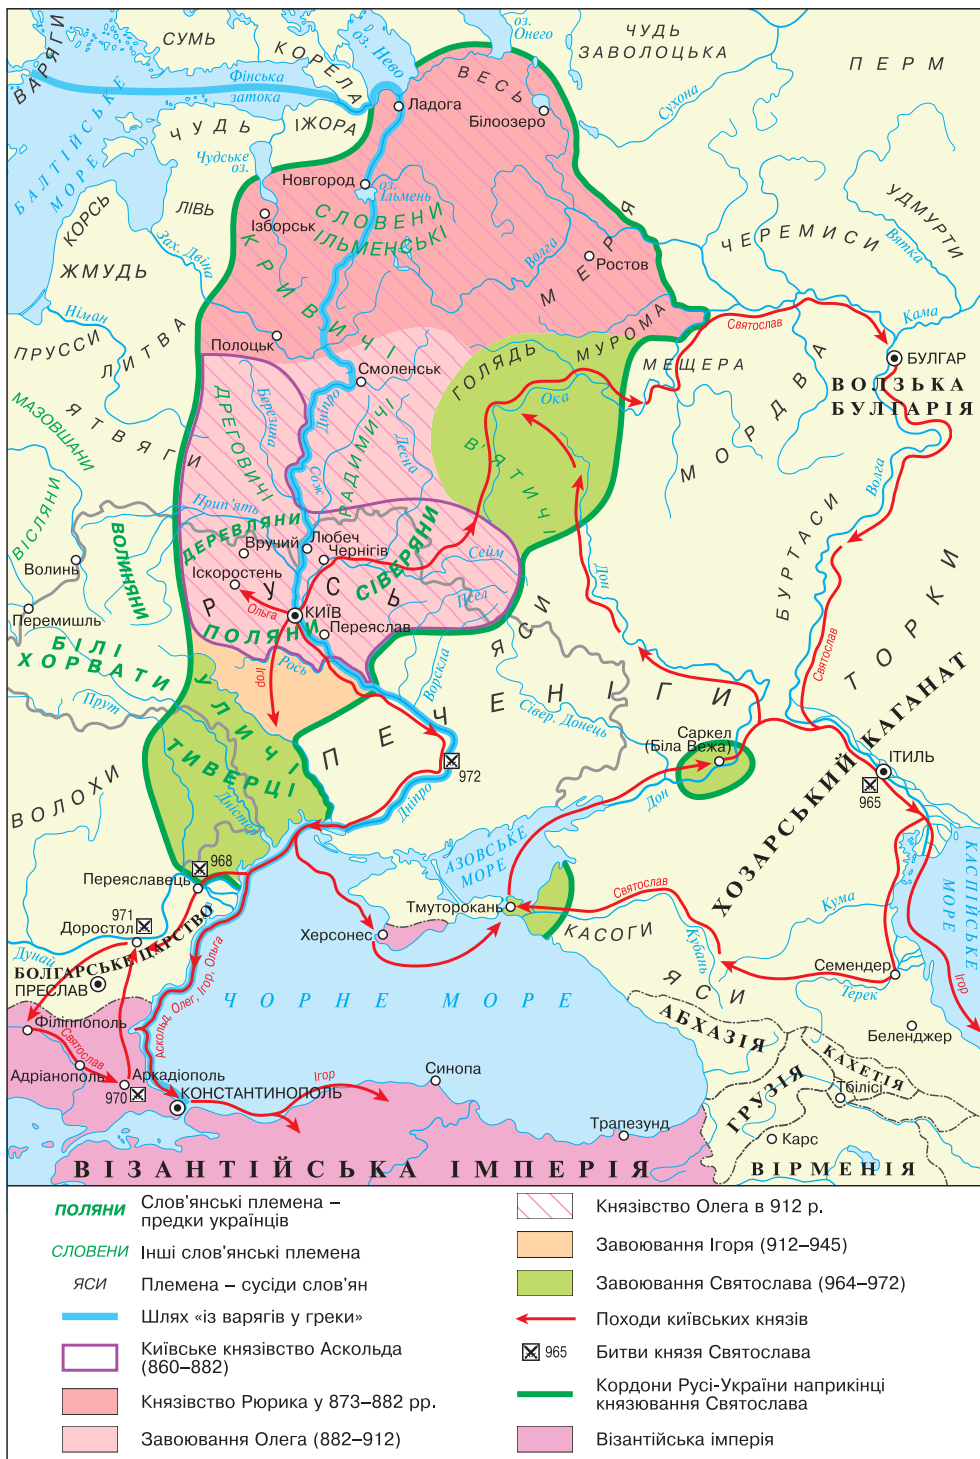 ВАРЯГИ
СУМЬ
КОРЕЛА
оз. Нево
оз. Онего
ЧУДЬ
ЗАВОЛОЦЬКА
ПЕРМ
Фінська
затока
Ладога
ВЕСЬ
Білоозеро
Сухона
БАЛТІЙСЬКЕ
МОРЕ
ЧУДЬ
ІЖОРА
Чудське
оз.
Новгород
оз.
Ільмень
КОРСЬ
ЛІВЬ
Ізборськ
СЛОВЕНИ
ІЛЬМЕНСЬКІ
Волга
МЕРЯ
Ростов
ЧЕРЕМИСИ
УДМУРТИ
Вятка
ЖМУДЬ
Зах. Двіна
КРИВИЧІ
Німан
ПРУССИ
ЛИТВА
Полоцьк
Смоленськ
ГОЛЯДЬ
МУРОМА
Святослав
Кама
МЕЩЕРА
БУЛГАР
ВОЛЗЬКА
БУЛГАРІЯ
МАЗОВШАНИ
ЯТВЯГИ
ДРЕГОВИЧІ
Березина
Дніпро
Сож
РАДИМИЧІ
Десна
Ока
В'ЯТИЧІ
МОРДВА
Волга
ВІСЛЯНИ
Прип'ять
ВОЛИНЯНИ
ДЕРЕВЛЯНИ
Вручий
Любеч
Чернігів
СІВЕРЯНИ
Сейм
Дон
БУРТАСИ
Волинь
Іскоростень
РУСЬ
Псел
Перемишль
Ольга
КИЇВ
Переяслав
ПОЛЯНИ
ЯСИ
ТОРКИ
БІЛІ
ХОРВАТИ
Рось
Ігор
Ворскла
Святослав
Прут
УЛИЧІ
ПЕЧЕНІГИ
Сівер. Донець
ТИВЕРЦІ
Саркел
(Біла Вежа)
ІТИЛЬ
972
965
ВОЛОХИ
Дністер
Дніпро
Дон
ХОЗАРСЬКИЙ КАГАНАТ
968
Переяславець
АЗОВСЬКЕ
МОРЕ
Святослав
КАСПІЙСЬКЕ
МОРЕ
971
Доростол
Тмуторокань
Кума
Дунай
Херсонес
КАСОГИ
Кубань
БОЛГАРСЬКЕ ЦАРСТВО
ПРЕСЛАВ
Семендер
ЧОРНЕ МОРЕ
ЯСИ
Терек
Ігор
Філіппополь
Аскольд, Олег, Ігор, Ольга
АБХАЗІЯ
Беленджер
Святослав
Адріанополь
Аркадіополь
Синопа
КАХЕТІЯ
970
КОНСТАНТИНОПОЛЬ
Ігор
ГРУЗІЯ
Тбілісі
Трапезунд
Карс
ВІЗАНТІЙСЬКА ІМПЕРІЯ
ВІРМЕНІЯ
ПОЛЯНИ
Слов'янські племена –
предки українців
СЛОВЕНИ
Інші слов'янські племена
ЯСИ
Племена – сусіди слов'ян
Шлях «із варягів у греки»
Київське князівство Аскольда
(860–882)
Князівство Рюрика у 873–882 рр.
Завоювання Олега (882–912)
Князівство Олега в 912 р.
Завоювання Ігоря (912–945)
Завоювання Святослава (964–972)
Походи київських князів
965
Битви князя Святослава
Кордони Русі-України наприкінці
князювання Святослава
Візантійська імперія